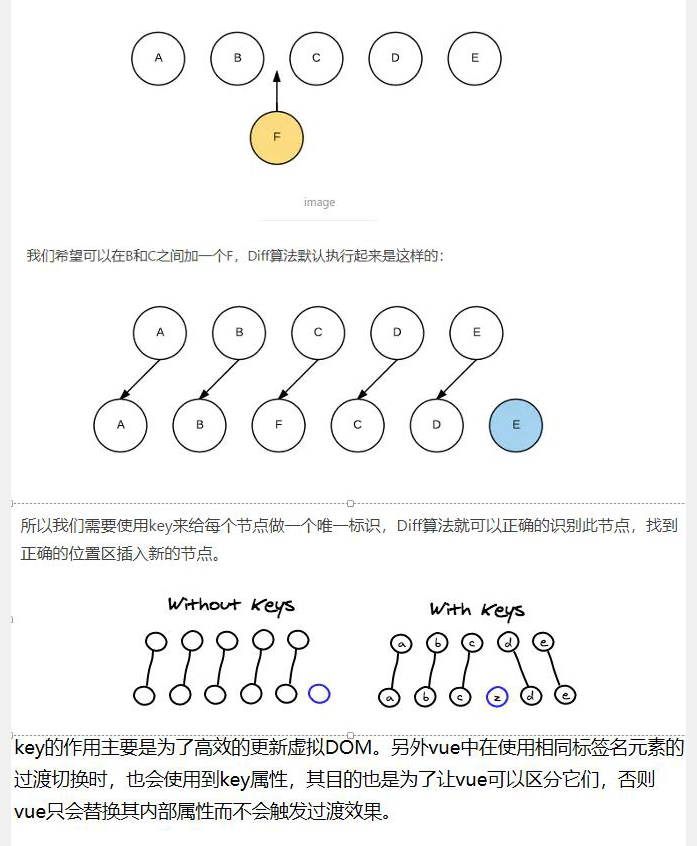 A B C D E
F
image
我们希望可以在B和C之间加一个F，Diff算法默认执行起来是这样的：
A B C D E
A B F C D E
所以我们需要使用key来给每个节点做一个唯一标识，Diff算法就可以正确的识别此节点，找到
正确的位置区插入新的节点。
Without Keys
With Keys
a b c d e
a b c z d e
key的作用主要是为了高效的更新虚拟DOM。另外vue中在使用相同标签名元素的
过渡切换时，也会使用到key属性，其目的也是为了让vue可以区分它们，否则
vue只会替换其内部属性而不会触发过渡效果。